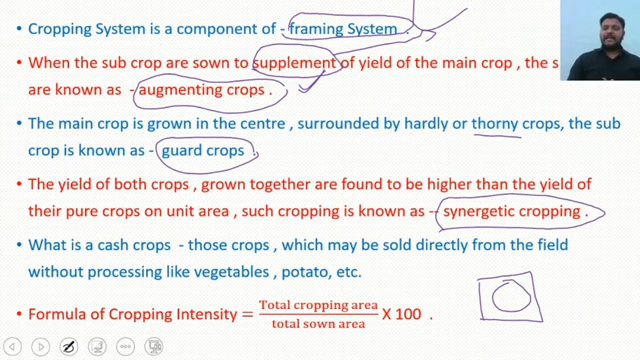 • Cropping System is a component of - framing System .
• When the sub crop are sown to supplement of yield of the main crop , the s
are known as - augmenting crops .
• The main crop is grown in the centre , surrounded by hardly or thorny crops, the sub
crop is known as - guard crops .
• The yield of both crops , grown together are found to be higher than the yield of
their pure crops on unit area , such cropping is known as -- synergetic cropping .
• What is a cash crops - those crops , which may be sold directly from the field
without processing like vegetables , potato , etc.
• Formula of Cropping Intensity = Total cropping area / total sown area X 100 .